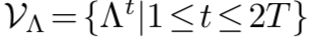 𝒱_Λ = {Λ^t | 1 ≤ t ≤ 2T}